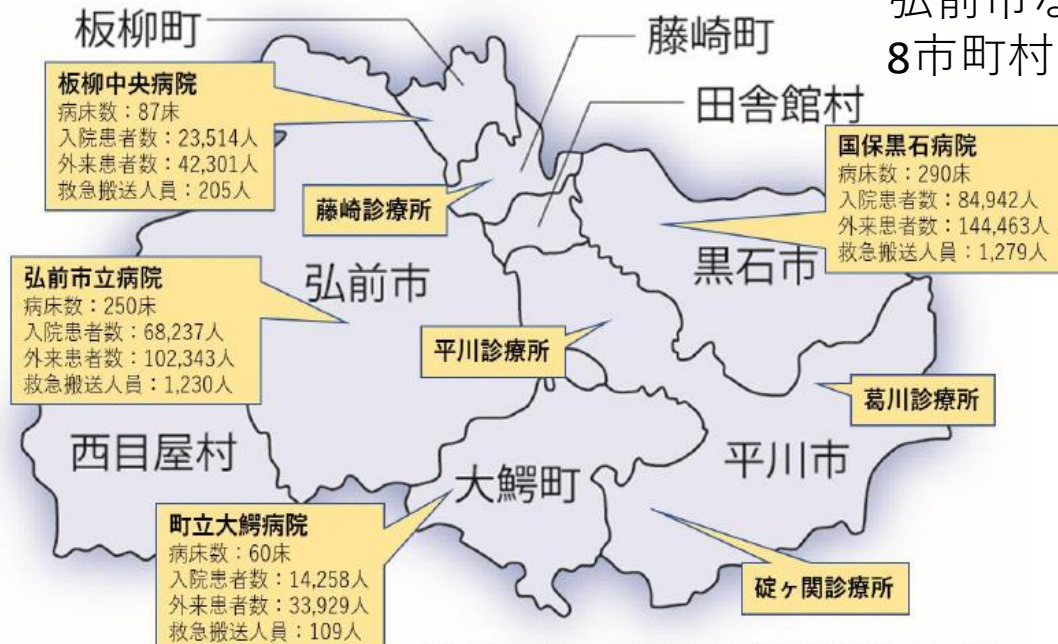 弘前市な
8市町村
板柳町
藤崎町
田舎館村
板柳中央病院
病床数：87床
入院患者数：23,514人
外来患者数：42,301人
救急搬送人員：205人
国保黒石病院
病床数：290床
入院患者数：84,942人
外来患者数：144,463人
救急搬送人員：1,279人
藤崎診療所
弘前市
黒石市
弘前市立病院
病床数：250床
入院患者数：68,237人
外来患者数：102,343人
救急搬送人員：1,230人
平川診療所
葛川診療所
西目屋村
大鰐町
平川市
町立大鰐病院
病床数：60床
入院患者数：14,258人
外来患者数：33,929人
救急搬送人員：109人
碇ヶ関診療所